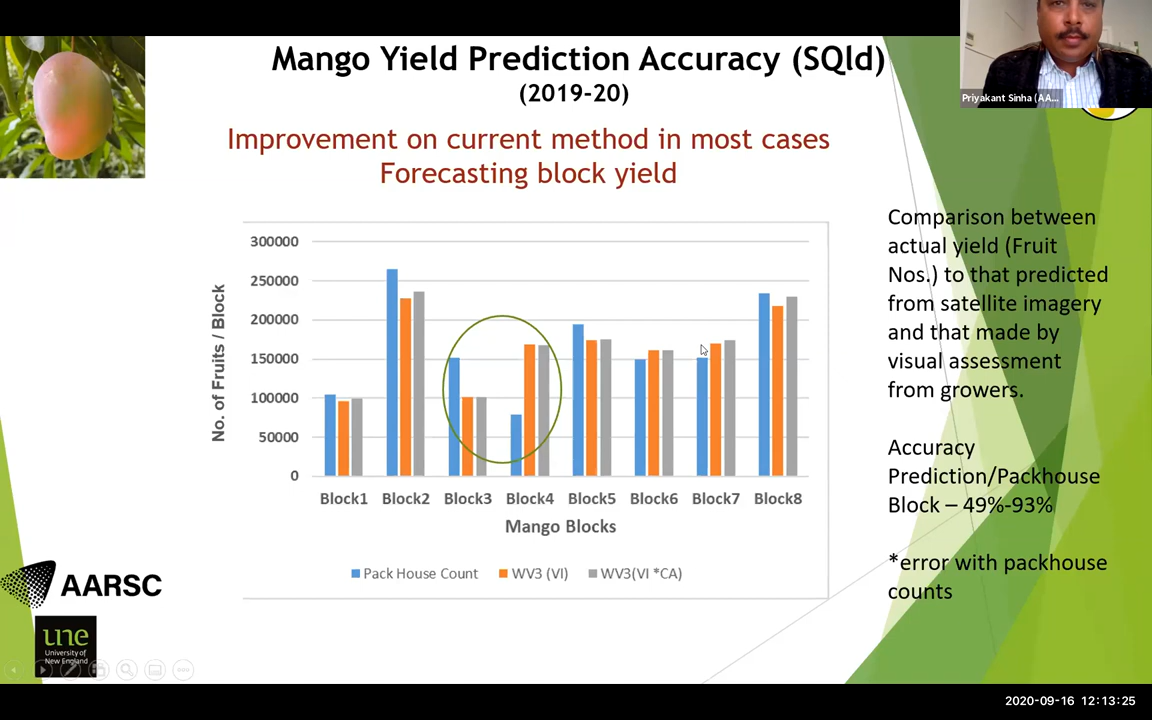 Mango Yield Prediction Accuracy (SQld)
(2019-20)
Improvement on current method in most cases
Forecasting block yield
Priyakant Sinha (AA...
No. of Fruits / Block
300000
250000
200000
150000
100000
50000
0
Block1 Block2 Block3 Block4 Block5 Block6 Block7 Block8
Mango Blocks
Pack House Count WV3 (VI) WV3(VI *CA)
Comparison between
actual yield (Fruit
Nos.) to that predicted
from satellite imagery
and that made by
visual assessment
from growers.
Accuracy
Prediction/Packhouse
Block – 49%-93%
*error with packhouse
counts
AARSC
une
University of
New England
2020-09-16 12:13:25